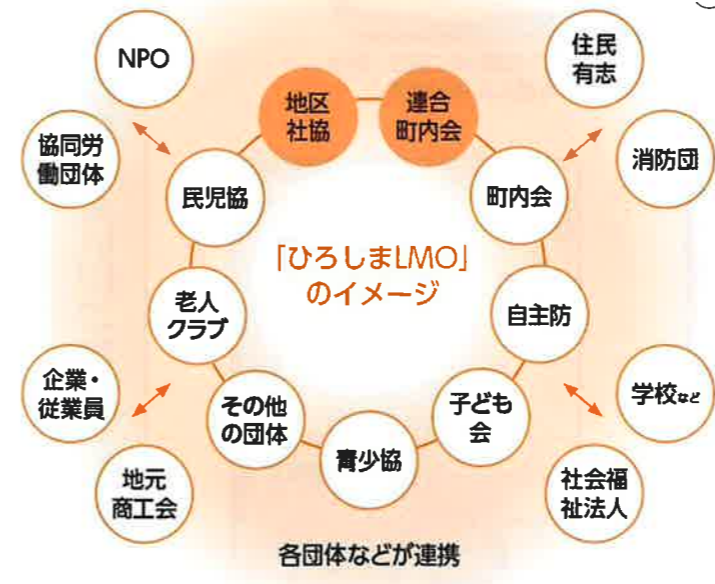 NPO
住民
有志
地区
社協
連合
町内会
協同労
働団体
消防団
民児協
町内会
「ひろしまLMO」
のイメージ
老人
クラブ
自主防
企業・
従業員
学校など
その他
の団体
子ども
会
青少協
地元
商工会
社会福
祉法人
各団体などが連携